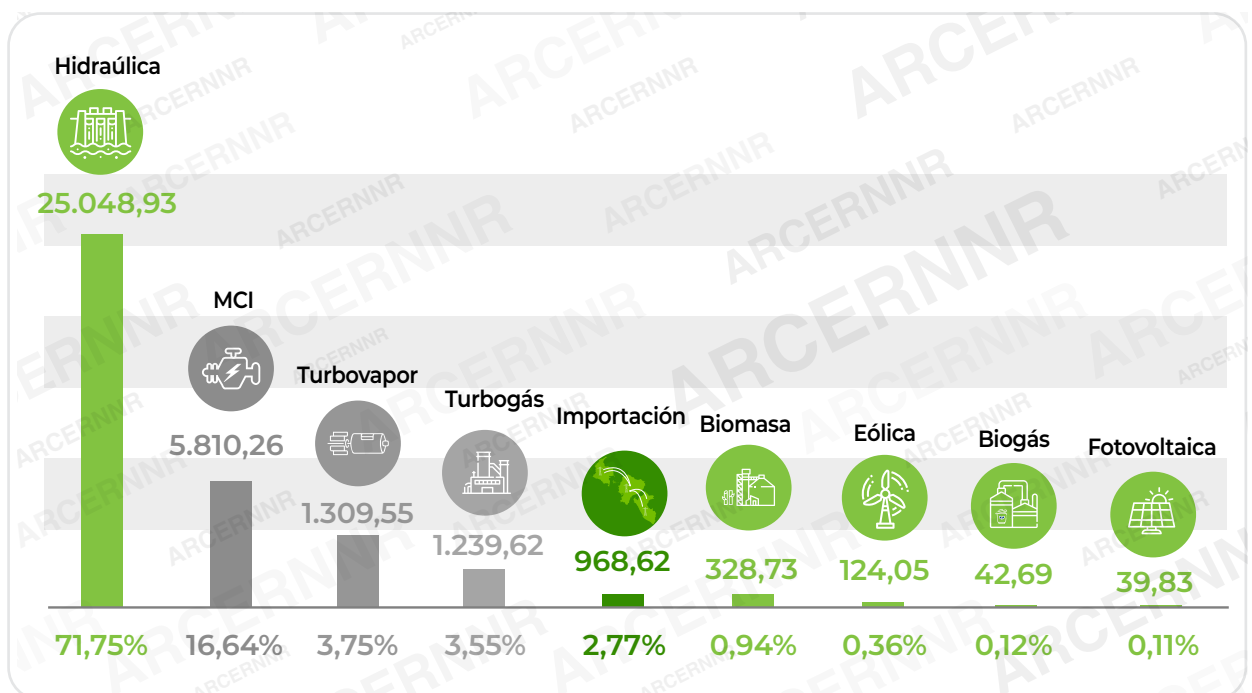 Hidraúlica
25.048,93
71,75%
MCI
5.810,26
16,64%
Turbovapor
1.309,55
3,75%
Turbogás
1.239,62
3,55%
Importación
968,62
2,77%
Biomasa
328,73
0,94%
Eólica
124,05
0,36%
Biogás
42,69
0,12%
Fotovoltaica
39,83
0,11%
ARCERNNR